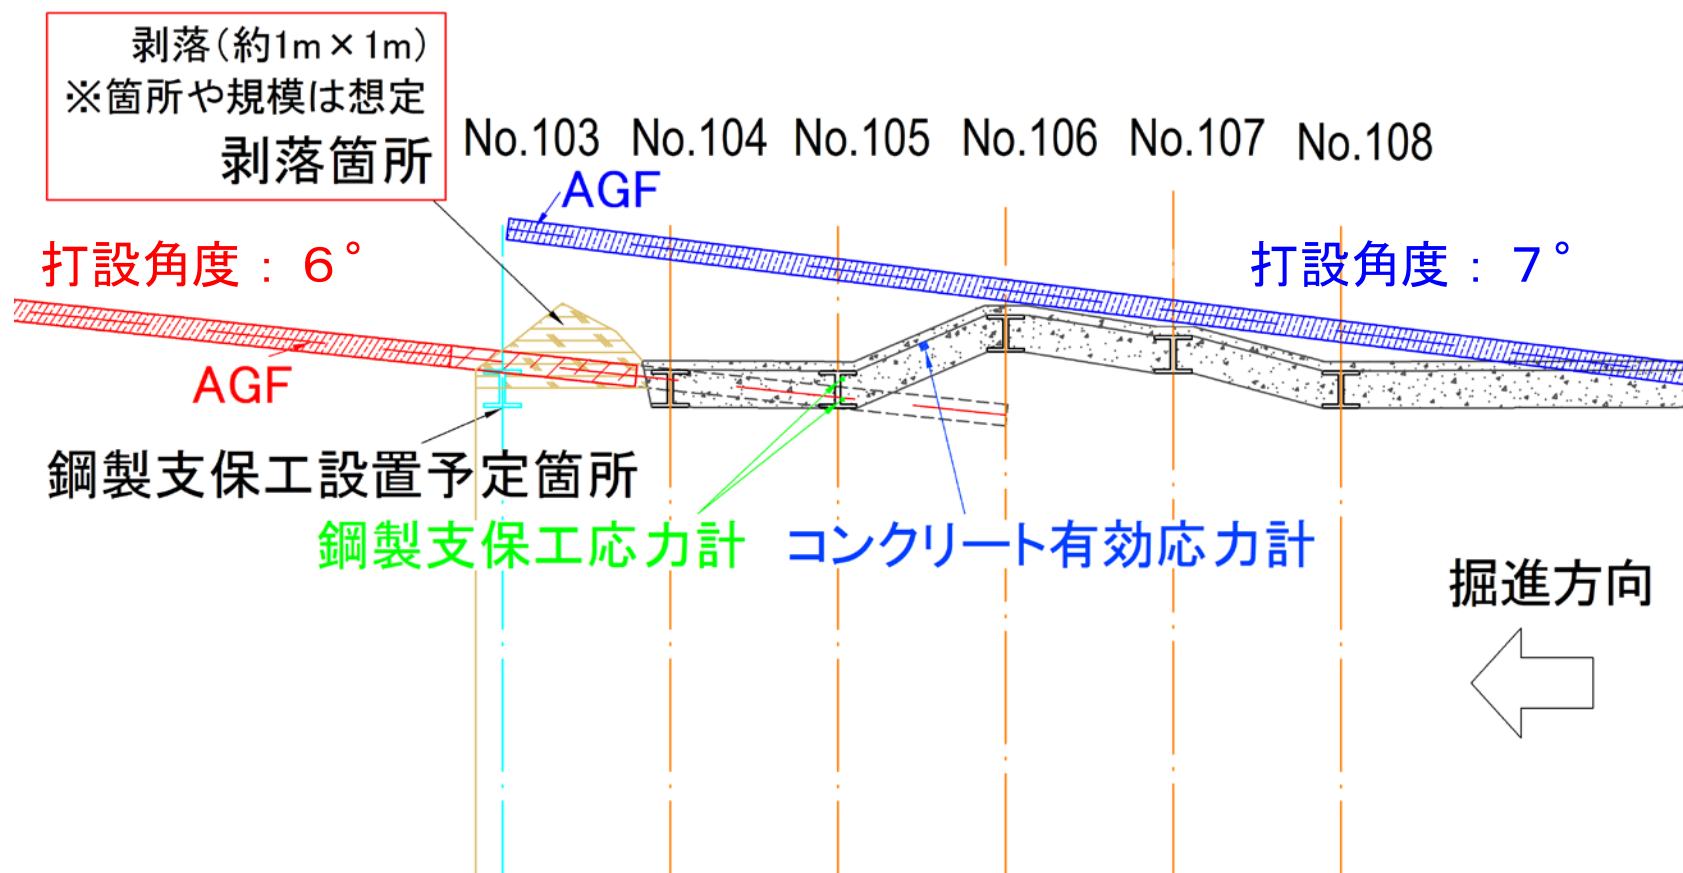 剥落（約1m×1m）
※箇所や規模は想定
剥落箇所
No.103
No.104
No.105
No.106
No.107
No.108
AGF
打設角度：６°
打設角度：７°
AGF
鋼製支保工設置予定箇所
鋼製支保工応力計
コンクリート有効応力計
掘進方向